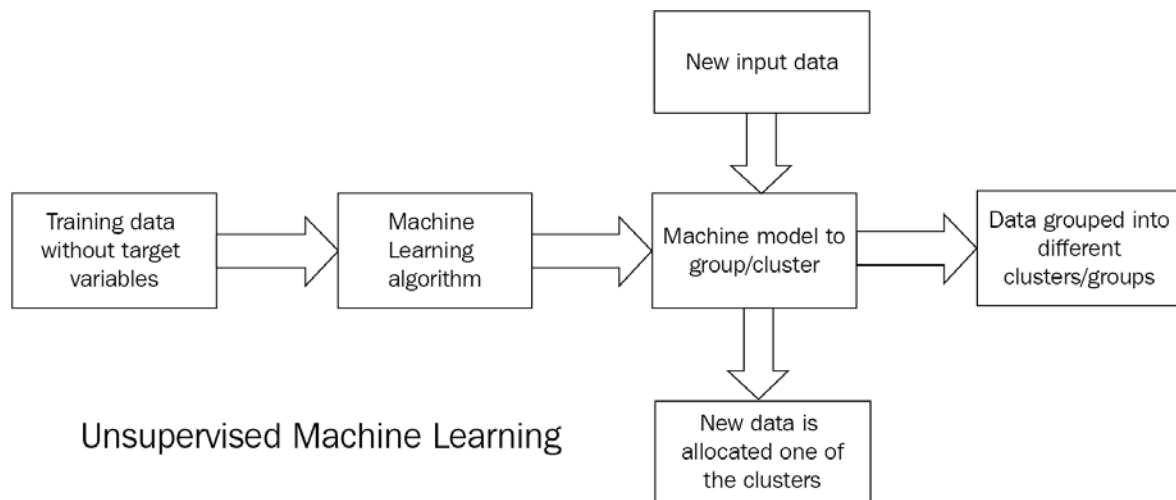 New input data
Training data
without target
variables
Machine
Learning
algorithm
Machine model to
group/cluster
Data grouped into
different
clusters/groups
Unsupervised Machine Learning
New data is
allocated one of
the clusters